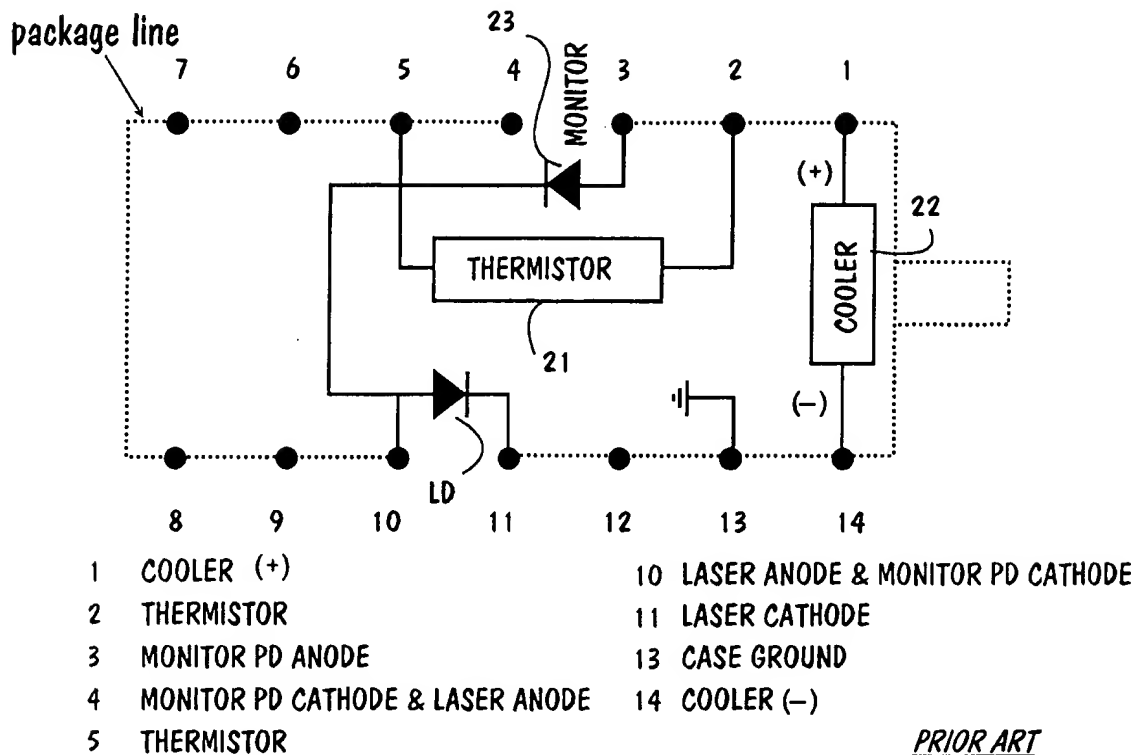 package line
23
7 6 5 4 3 2 1
MONITOR
(+)
22
COOLER
THERMISTOR
21
(–)
LD
8 9 10 11 12 13 14
1 COOLER (+)
2 THERMISTOR
3 MONITOR PD ANODE
4 MONITOR PD CATHODE & LASER ANODE
5 THERMISTOR
10 LASER ANODE & MONITOR PD CATHODE
11 LASER CATHODE
13 CASE GROUND
14 COOLER (–)
PRIOR ART